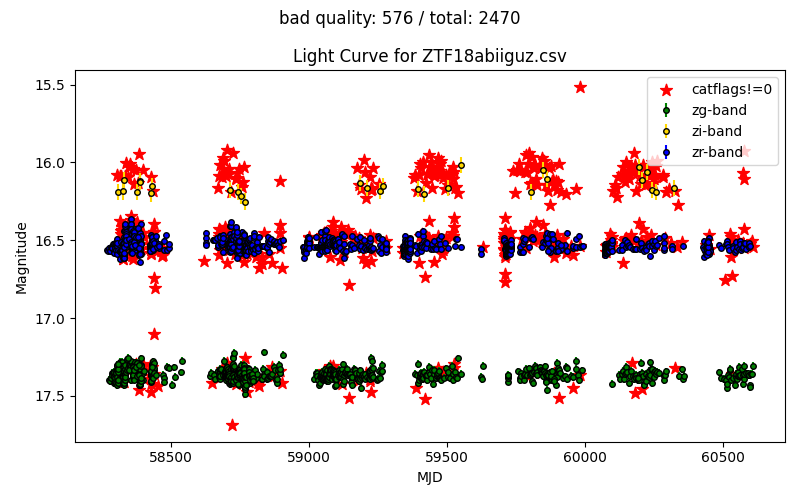 bad quality: 576 / total: 2470
Light Curve for ZTF18abiiguz.csv
catflags!=0
zg-band
zi-band
zr-band
15.5
16.0
16.5
17.0
17.5
Magnitude
58500
59000
59500
60000
60500
MJD